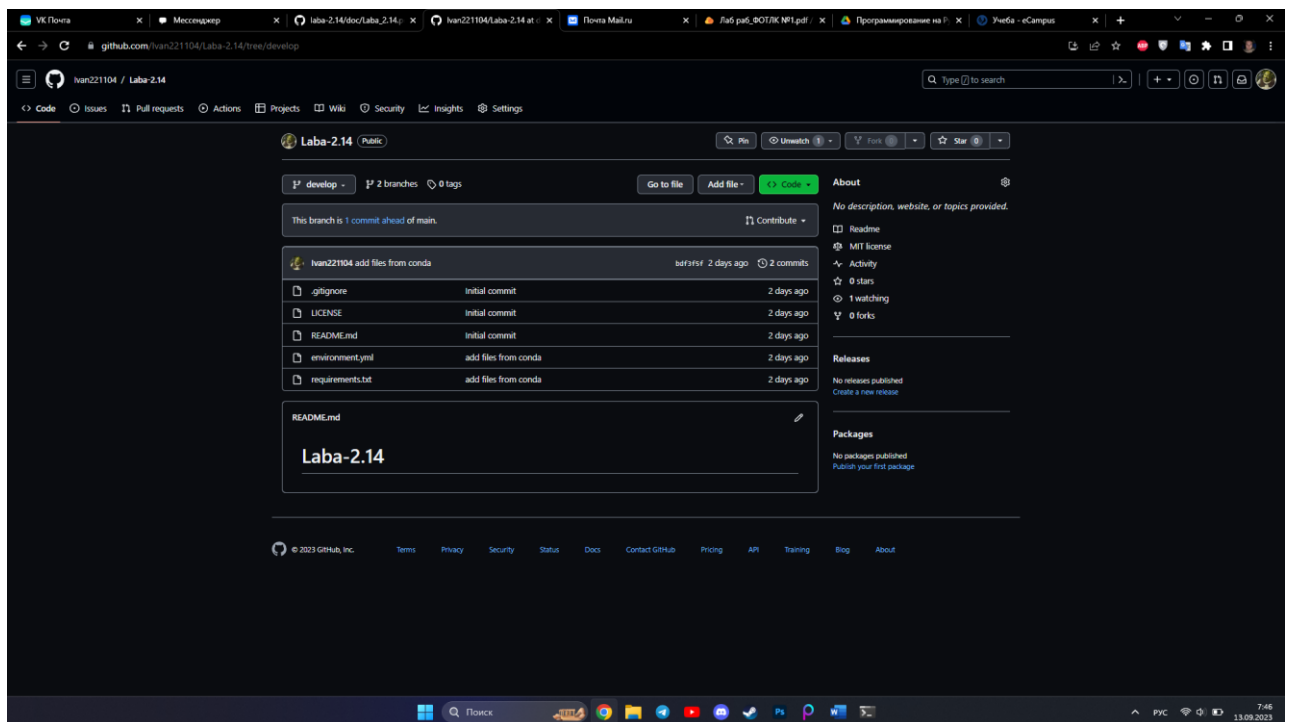 VK Почта
Мессенджер
laba-2.14/doc/Laba_2.14.p
Ivan221104/Laba-2.14 at d
Почта Mail.ru
Лаб раб_ФОТЛК №1.pdf /
Программирование на P
Учеба - eCampus
github.com/Ivan221104/Laba-2.14/tree/develop
Ivan221104 / Laba-2.14
Type / to search
Code Issues Pull requests Actions Projects Wiki Security Insights Settings
Laba-2.14 Public
Pin Unwatch 1 Fork 0 Star 0
develop 2 branches 0 tags Go to file Add file Code
This branch is 1 commit ahead of main. Contribute
Ivan221104 add files from conda bdf3f5f 2 days ago 2 commits
.gitignore Initial commit 2 days ago
LICENSE Initial commit 2 days ago
README.md Initial commit 2 days ago
environment.yml add files from conda 2 days ago
requirements.txt add files from conda 2 days ago
README.md
Laba-2.14
About
No description, website, or topics provided.
Readme
MIT license
Activity
0 stars
1 watching
0 forks
Releases
No releases published
Create a new release
Packages
No packages published
Publish your first package
© 2023 GitHub, Inc. Terms Privacy Security Status Docs Contact GitHub Pricing API Training Blog About
Поиск
РУС
7:46
13.09.2023